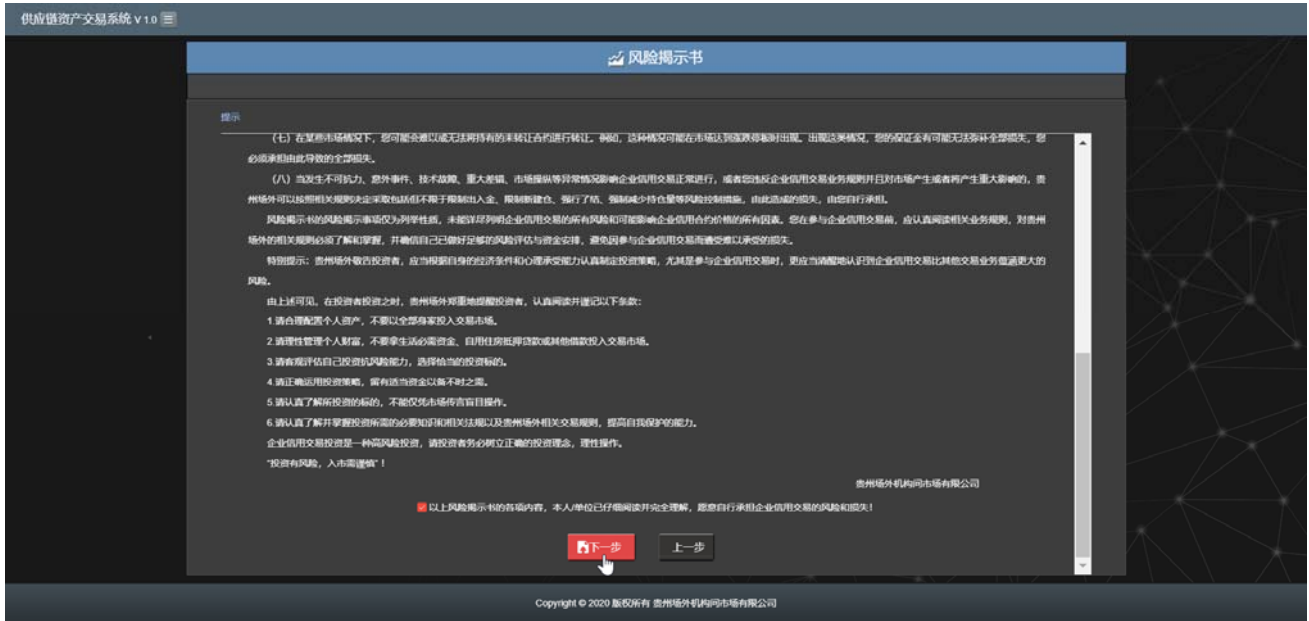 供应链资产交易系统 V 1.0
风险揭示书
提示
(七)在某些市场情况下，您可能会难以或无法将持有的未转让合约进行转让。例如，这种情况可能在市场达到涨跌停板时出现。出现这类情况，您的保证金有可能无法弥补全部损失，您
必须承担由此导致的全部损失。
(八)当发生不可抗力、意外事件、技术故障、重大差错、市场操纵等异常情况影响企业信用交易正常进行，或者您违反企业信用交易业务规则并且对市场产生或者将产生重大影响的，贵
州场外可以按照相关规则决定采取包括但不限于限制出入金、限制新建仓、强行了结、强制减少持仓量等风险控制措施，由此造成的损失，由您自行承担。
风险揭示书的风险揭示事项仅为列举性质，未能详尽列明企业信用交易的所有风险和可能影响企业信用合约价格的所有因素。您在参与企业信用交易前，应认真阅读相关业务规则，对贵州
场外的相关规则必须了解和掌握，并确信自己已做好足够的风险评估与资金安排，避免因参与企业信用交易而遭受难以承受的损失。
特别提示：贵州场外敬告投资者，应当根据自身的经济条件和心理承受能力认真制定投资策略，尤其是参与企业信用交易时，更应当清醒地认识到企业信用交易比其他交易业务蕴涵更大的
风险。
由上述可见，在投资者投资之时，贵州场外郑重地提醒投资者，认真阅读并谨记以下条款：
1.请合理配置个人资产，不要以全部身家投入交易市场。
2.请理性管理个人财富，不要拿生活必需资金、自用住房抵押贷款或其他借款投入交易市场。
3.请客观评估自己投资抗风险能力，选择恰当的投资标的。
4.请正确运用投资策略，留有适当资金以备不时之需。
5.请认真了解所投资的标的，不能仅凭市场传言盲目操作。
6.请认真了解并掌握投资所需的必要知识和相关法规以及贵州场外相关交易规则，提高自我保护的能力。
企业信用交易投资是一种高风险投资，请投资者务必树立正确的投资理念，理性操作。
“投资有风险，入市需谨慎”！
贵州场外机构间市场有限公司
以上风险揭示书的各项内容，本人/单位已仔细阅读并完全理解，愿意自行承担企业信用交易的风险和损失!
下一步 上一步
Copyright © 2020 版权所有 贵州场外机构间市场有限公司